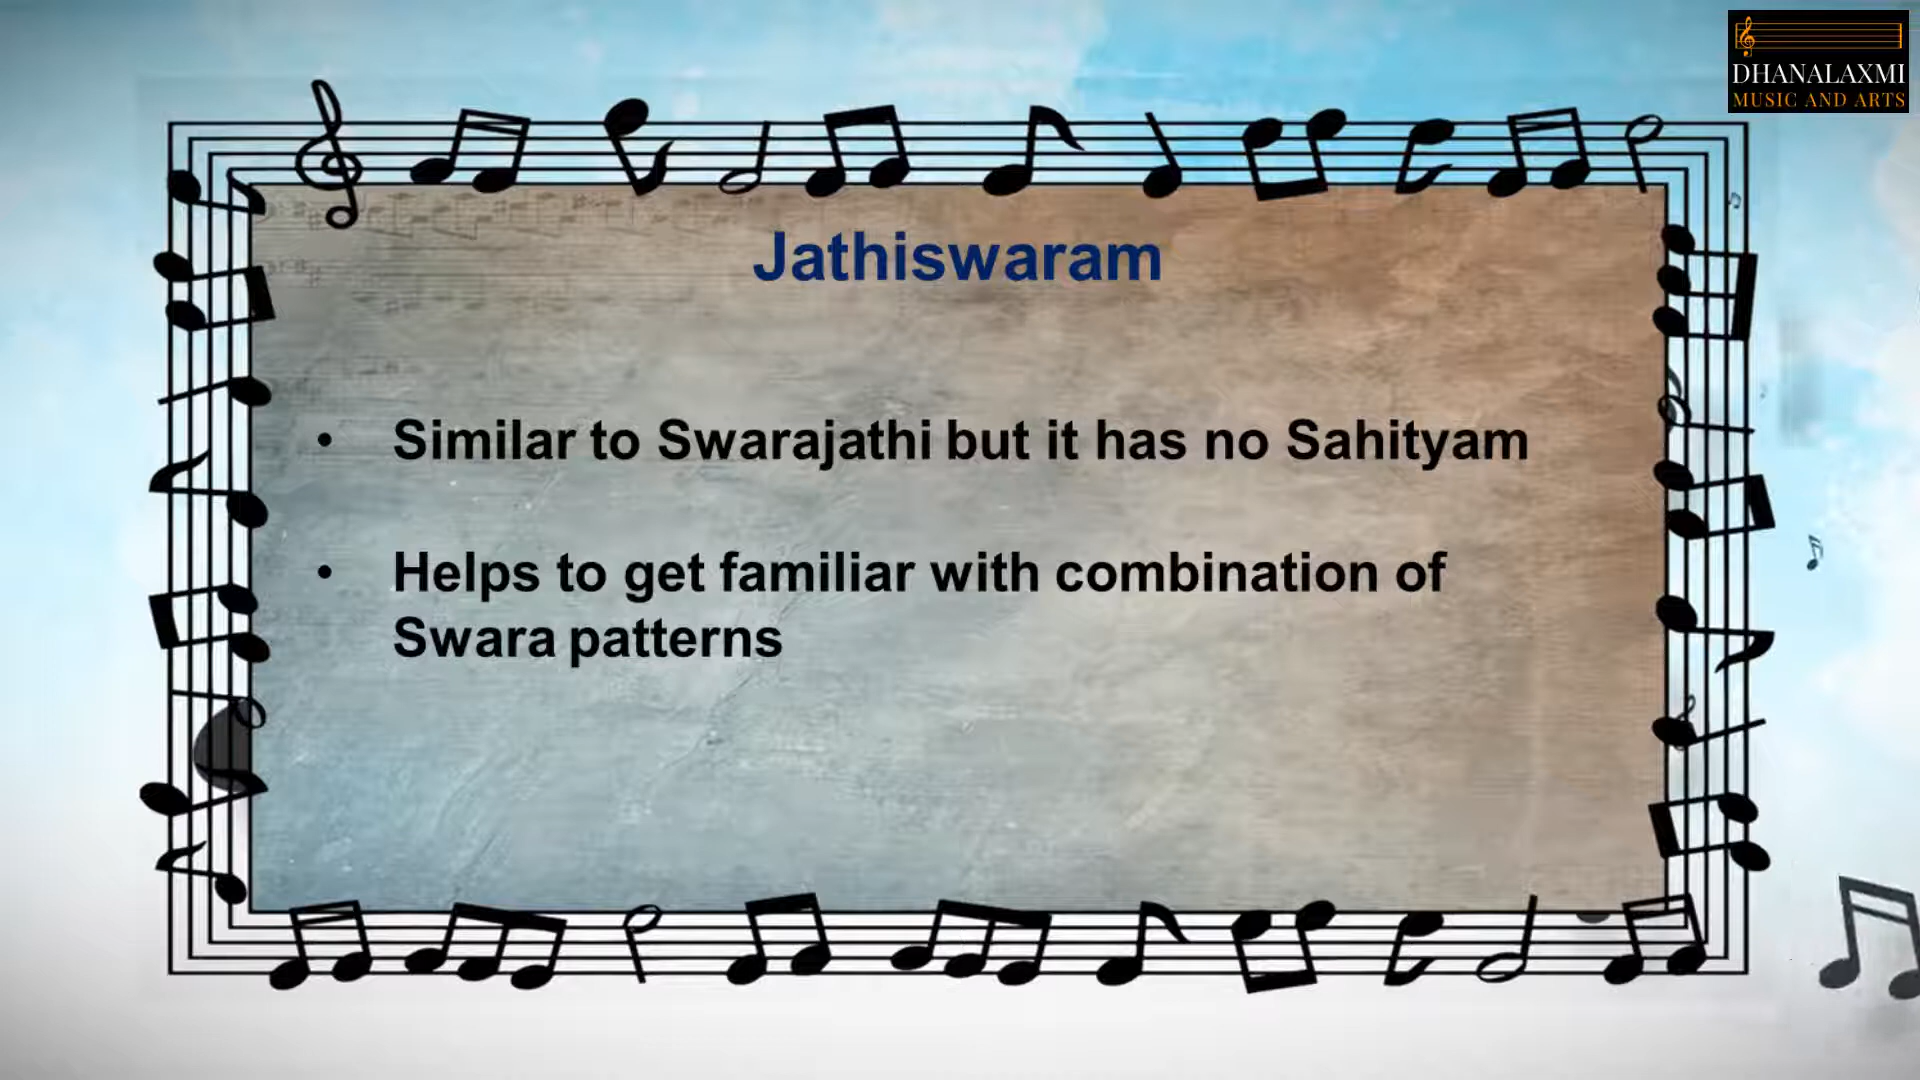 DHANALAXMI
MUSIC AND ARTS
Jathiswaram
• Similar to Swarajathi but it has no Sahityam
• Helps to get familiar with combination of
Swara patterns